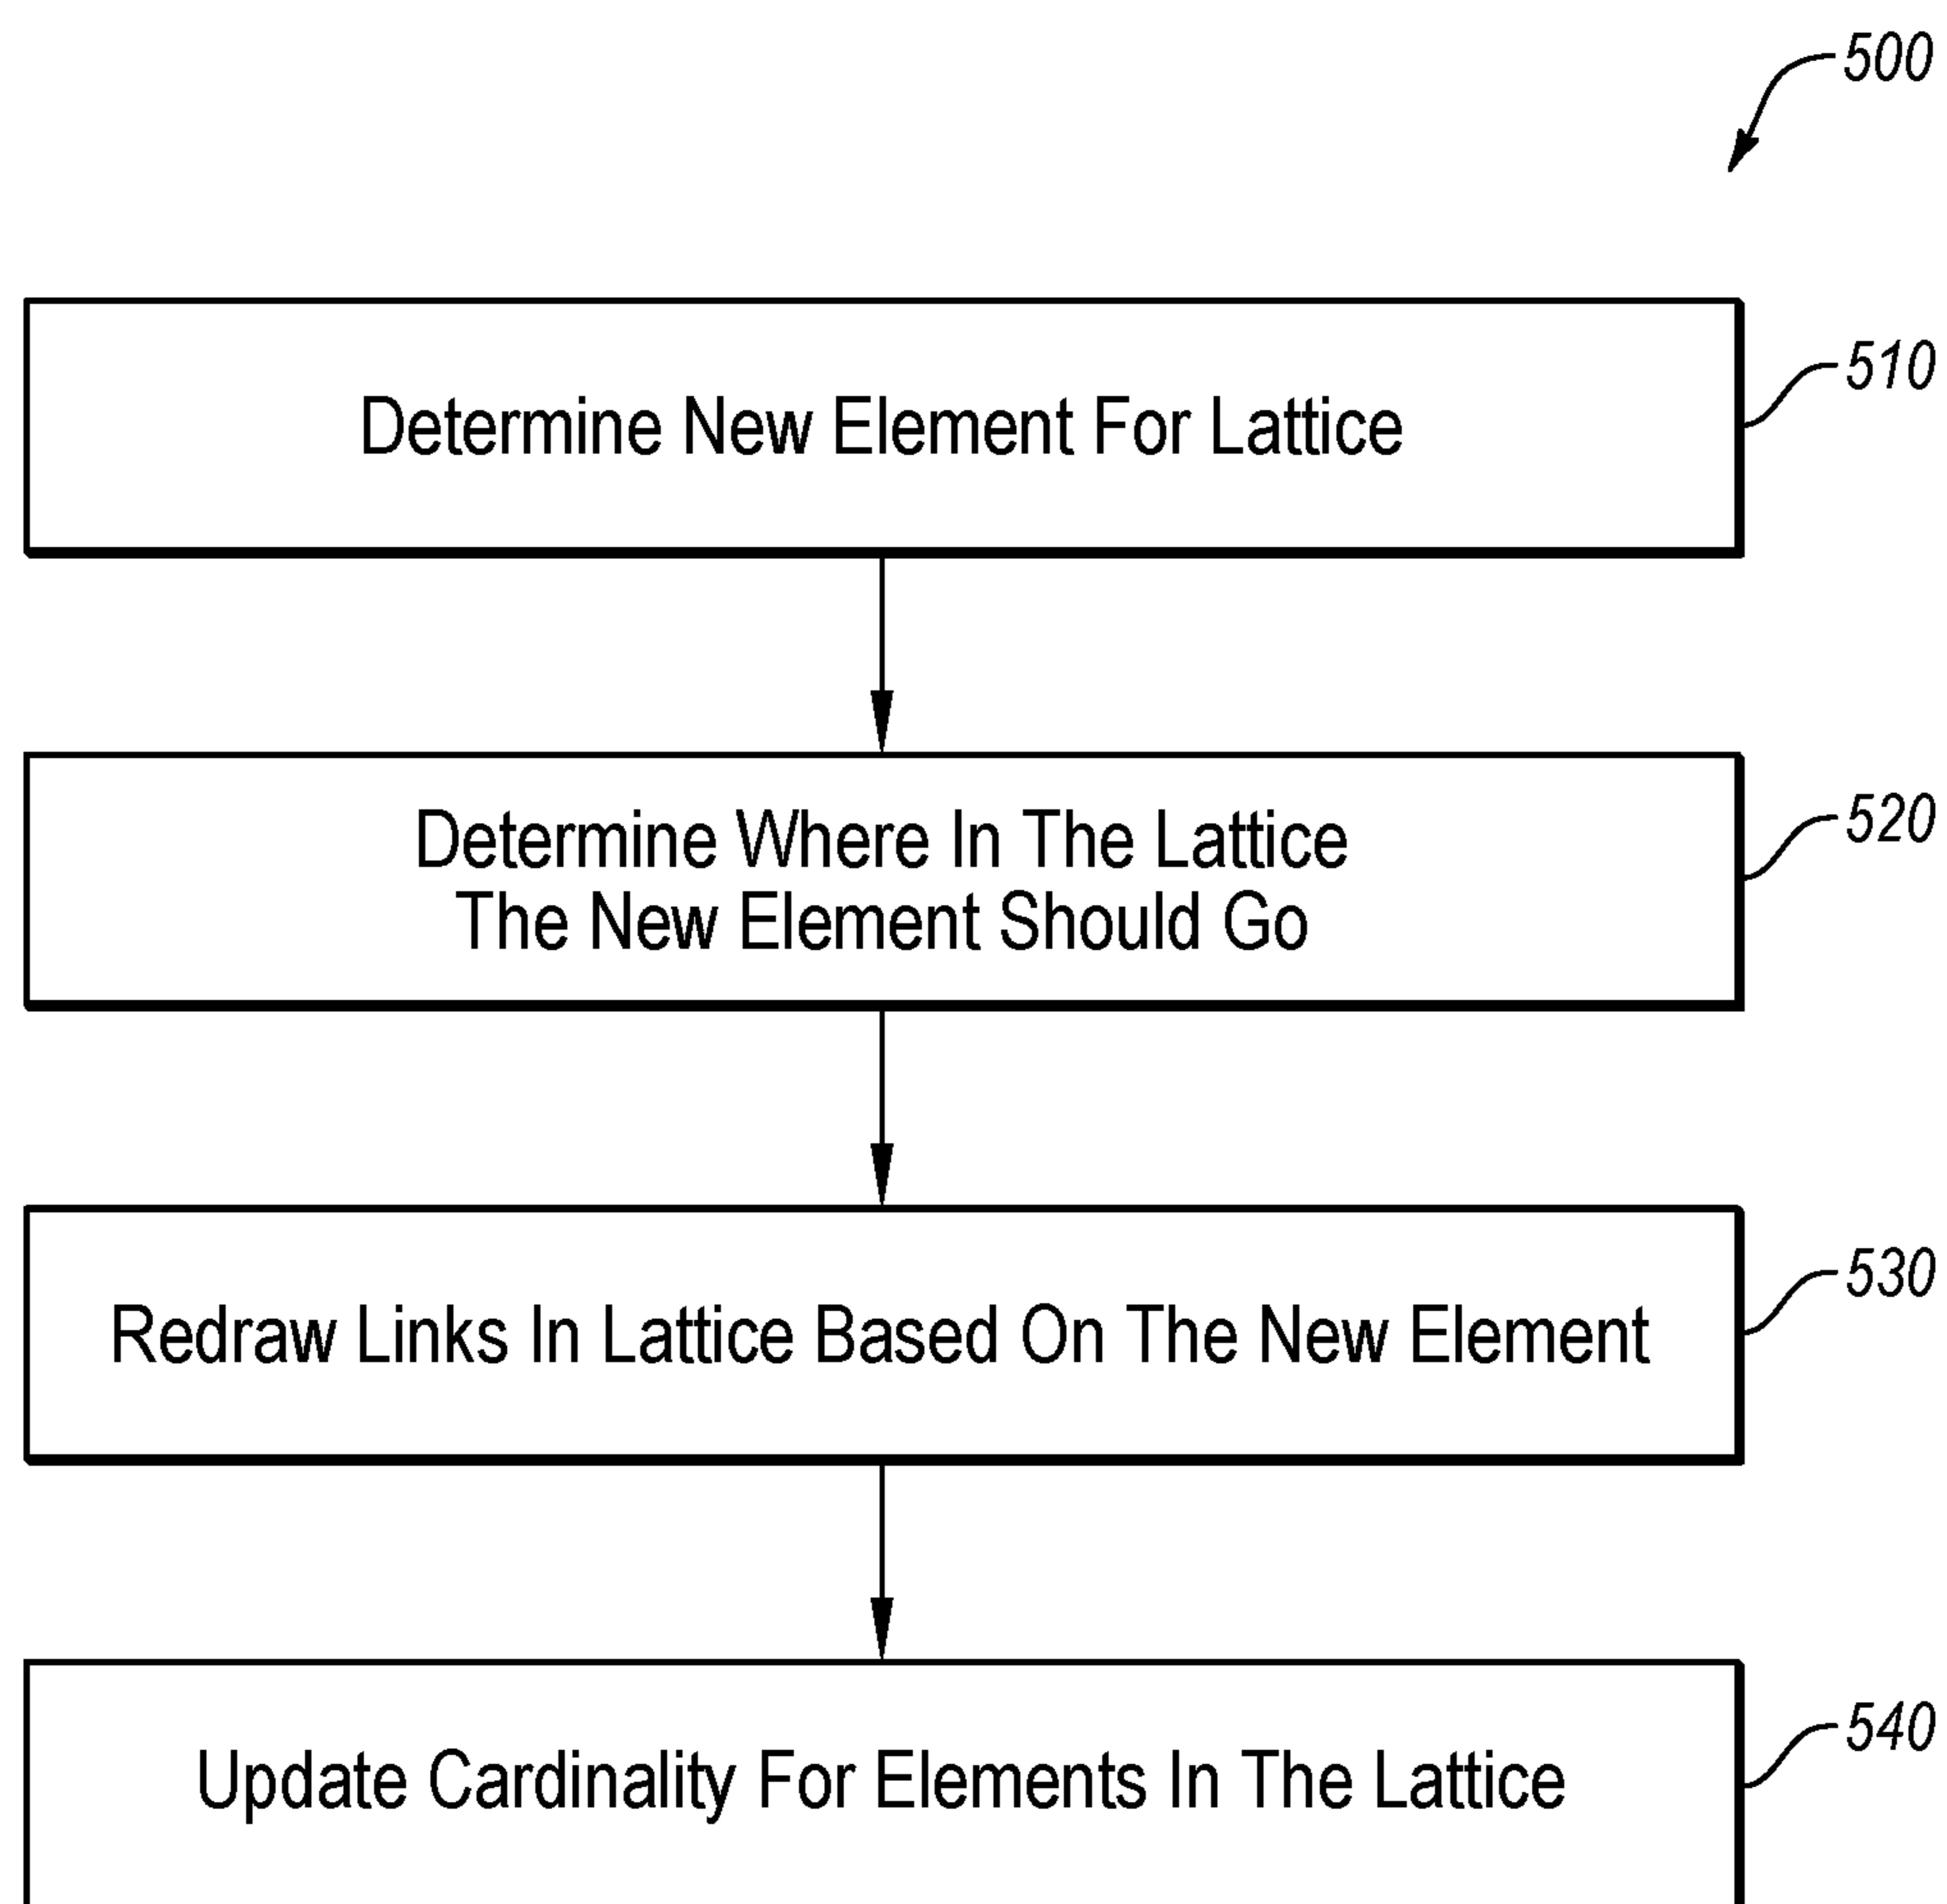 500
510
Determine New Element For Lattice
520
Determine Where In The Lattice
The New Element Should Go
530
Redraw Links In Lattice Based On The New Element
540
Update Cardinality For Elements In The Lattice